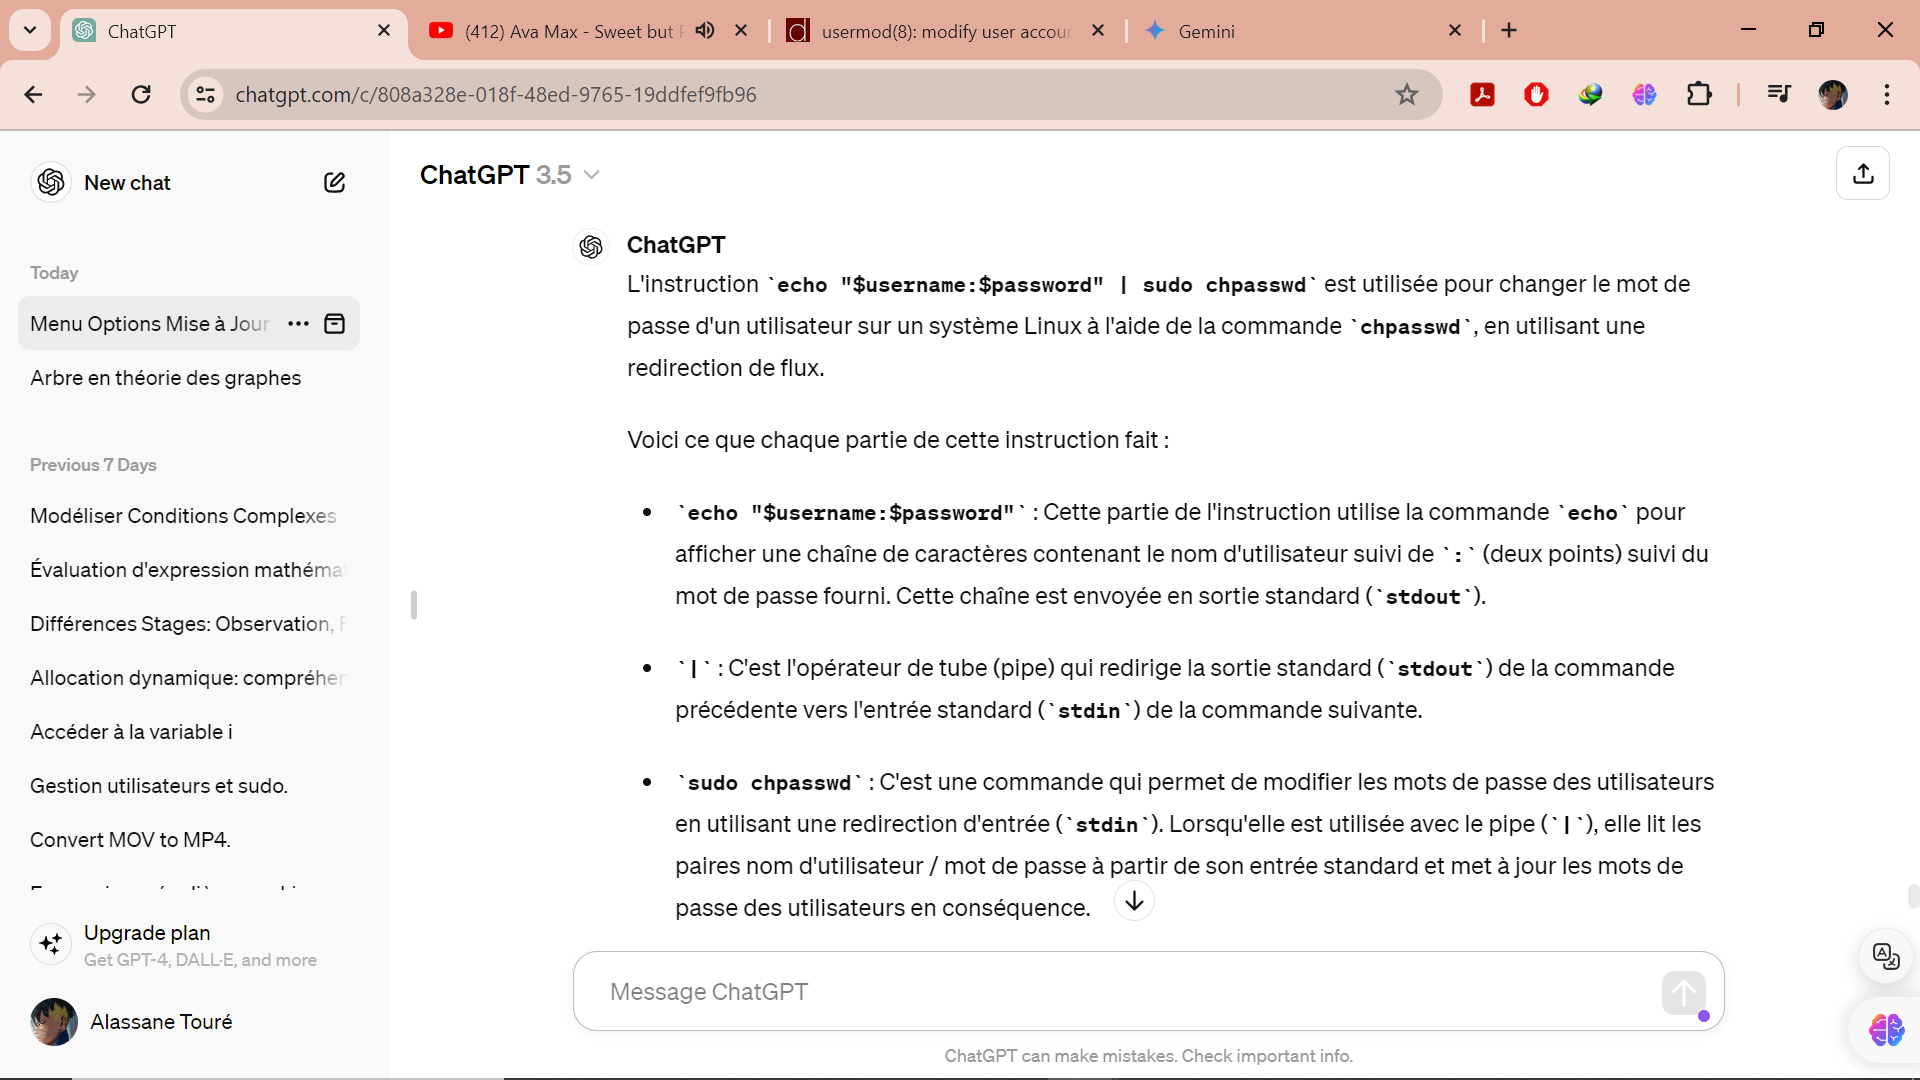 ChatGPT
(412) Ava Max - Sweet but
usermod(8): modify user accour
Gemini
chatgpt.com/c/808a328e-018f-48ed-9765-19ddfef9fb96
New chat
Today
Menu Options Mise à Jour
Arbre en théorie des graphes
Previous 7 Days
Modéliser Conditions Complexes
Évaluation d'expression mathémat
Différences Stages: Observation,
Allocation dynamique: compréhen
Accéder à la variable i
Gestion utilisateurs et sudo.
Convert MOV to MP4.
Upgrade plan
Get GPT-4, DALL·E, and more
Alassane Touré
ChatGPT 3.5
ChatGPT
L'instruction `echo "$username:$password" | sudo chpasswd` est utilisée pour changer le mot de
passe d'un utilisateur sur un système Linux à l'aide de la commande `chpasswd`, en utilisant une
redirection de flux.
Voici ce que chaque partie de cette instruction fait :
• `echo "$username:$password"` : Cette partie de l'instruction utilise la commande `echo` pour
afficher une chaîne de caractères contenant le nom d'utilisateur suivi de `:` (deux points) suivi du
mot de passe fourni. Cette chaîne est envoyée en sortie standard (`stdout`).
• `|` : C'est l'opérateur de tube (pipe) qui redirige la sortie standard (`stdout`) de la commande
précédente vers l'entrée standard (`stdin`) de la commande suivante.
• `sudo chpasswd` : C'est une commande qui permet de modifier les mots de passe des utilisateurs
en utilisant une redirection d'entrée (`stdin`). Lorsqu'elle est utilisée avec le pipe (`|`), elle lit les
paires nom d'utilisateur / mot de passe à partir de son entrée standard et met à jour les mots de
passe des utilisateurs en conséquence.
Message ChatGPT
ChatGPT can make mistakes. Check important info.